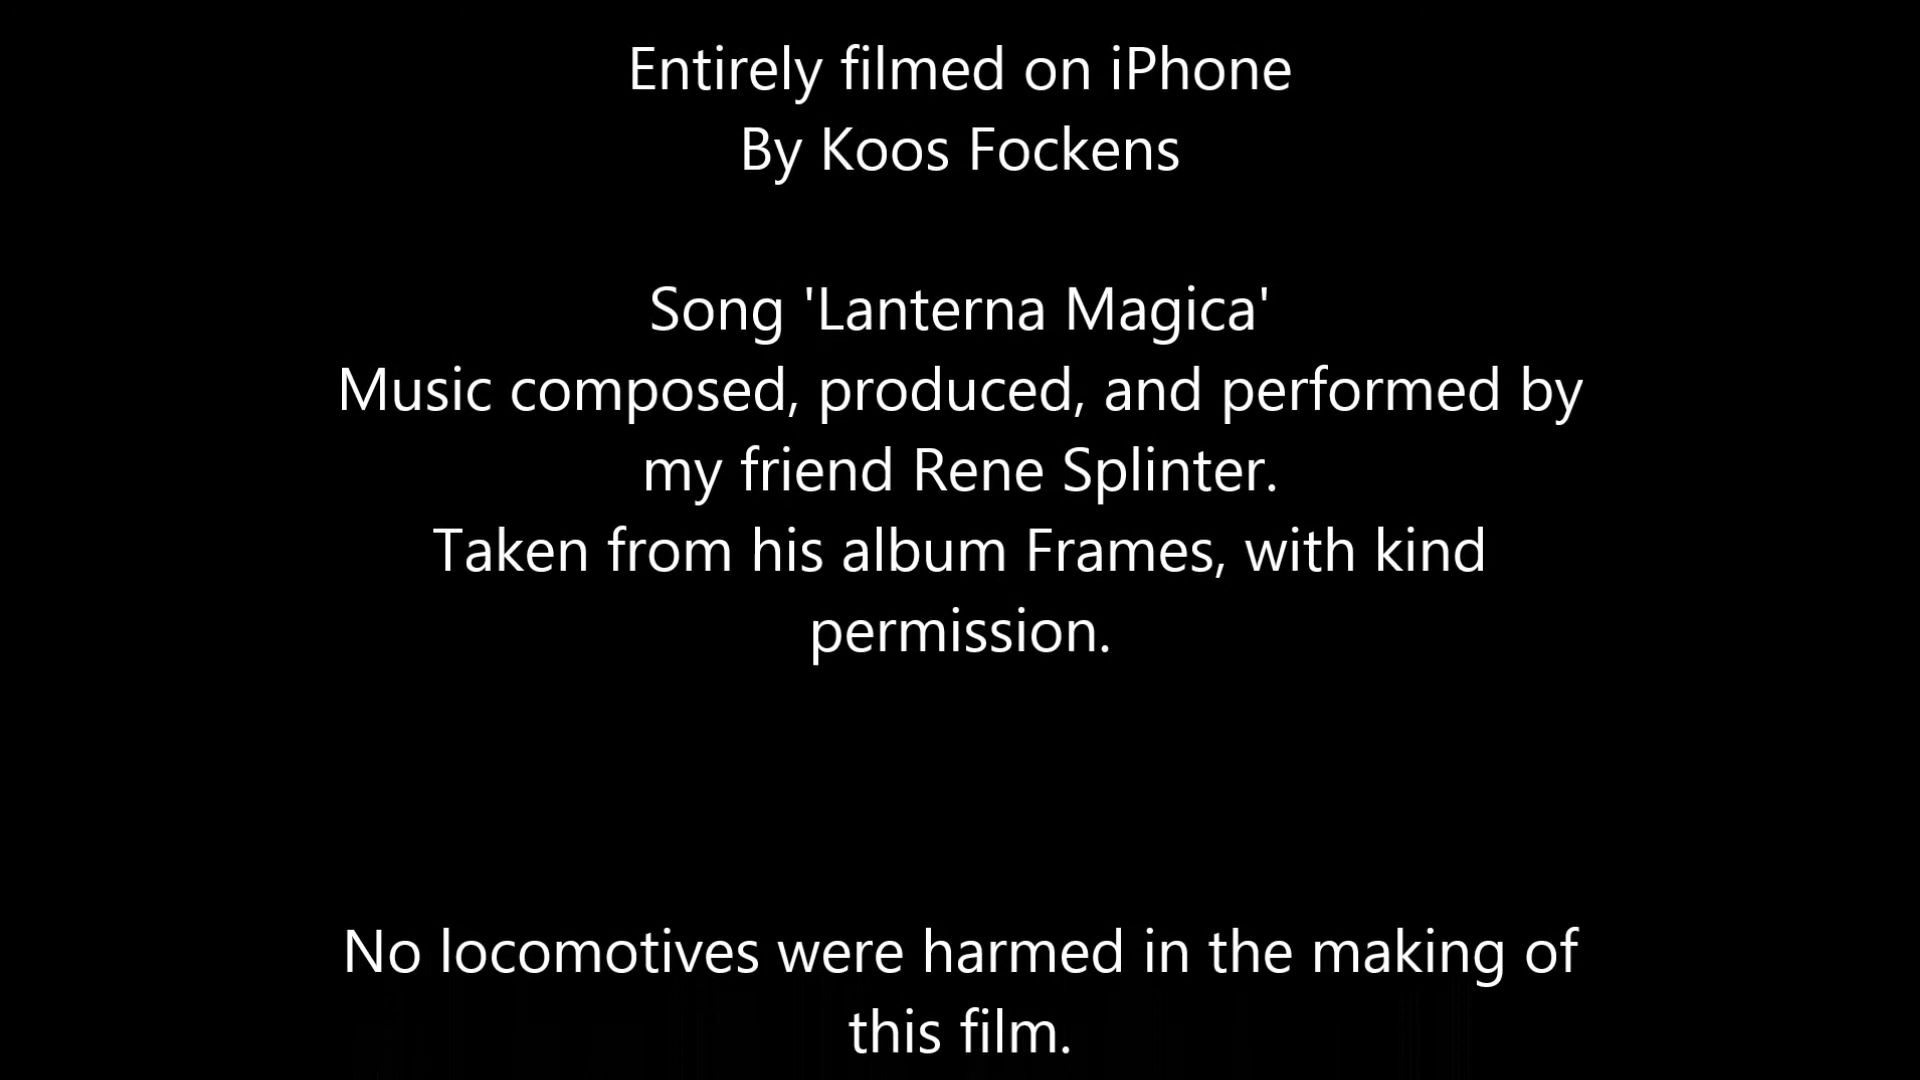 Entirely filmed on iPhone
By Koos Fockens
Song 'Lanterna Magica'
Music composed, produced, and performed by
my friend Rene Splinter.
Taken from his album Frames, with kind
permission.
No locomotives were harmed in the making of
this film.